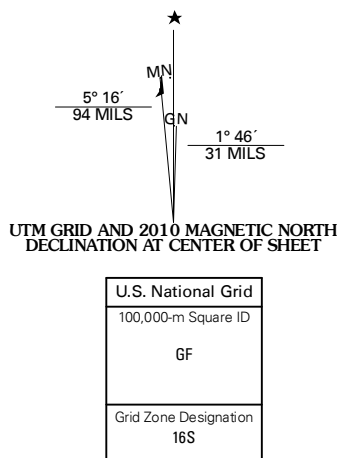 ★
MN
5° 16´
94 MILS
GN
1° 46´
31 MILS
UTM GRID AND 2010 MAGNETIC NORTH
DECLINATION AT CENTER OF SHEET
U.S. National Grid
100,000-m Square ID
GF
Grid Zone Designation
16S